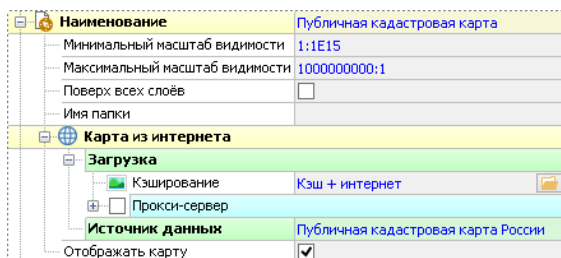 Наименование Публичная кадастровая карта
Минимальный масштаб видимости 1:1E15
Максимальный масштаб видимости 1000000000:1
Поверх всех слоёв
Имя папки
Карта из интернета
Загрузка
Кэширование Кэш + интернет
Прокси-сервер
Источник данных Публичная кадастровая карта России
Отображать карту